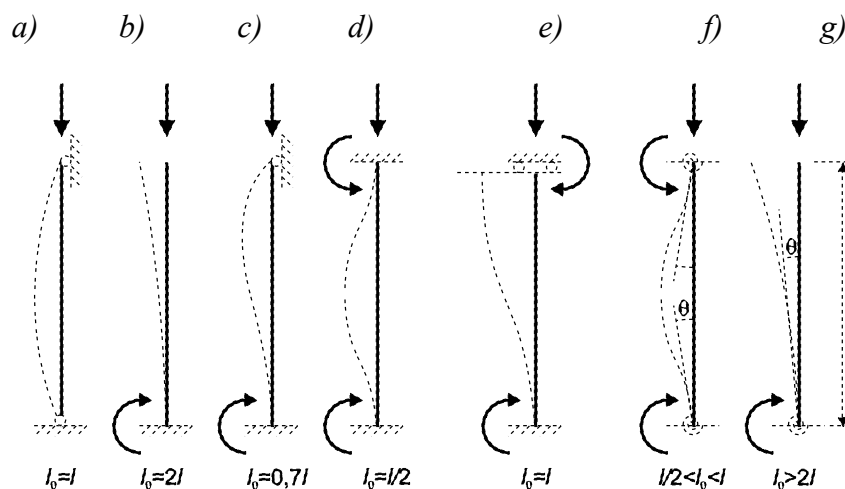 a) b) c) d) e) f) g)
θ
θ
l₀=l l₀=2l l₀=0,7l l₀=l/2 l₀=l l/2<l₀<l l₀>2l